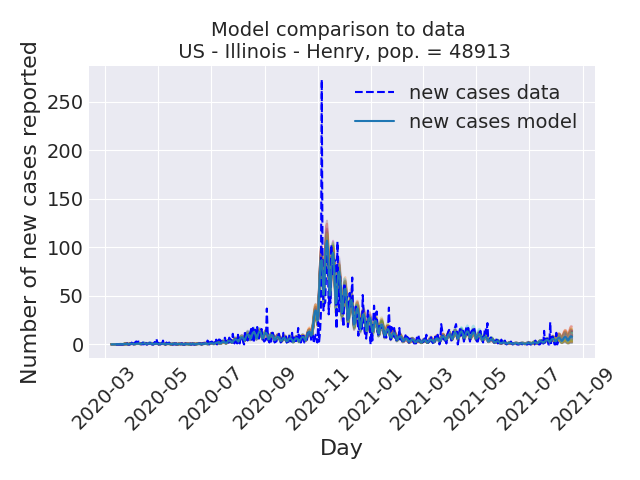 Model comparison to data
US - Illinois - Henry, pop. = 48913
Number of new cases reported
250
200
150
100
50
0
new cases data
new cases model
2020-03
2020-05
2020-07
2020-09
2020-11
2021-01
2021-03
2021-05
2021-07
2021-09
Day